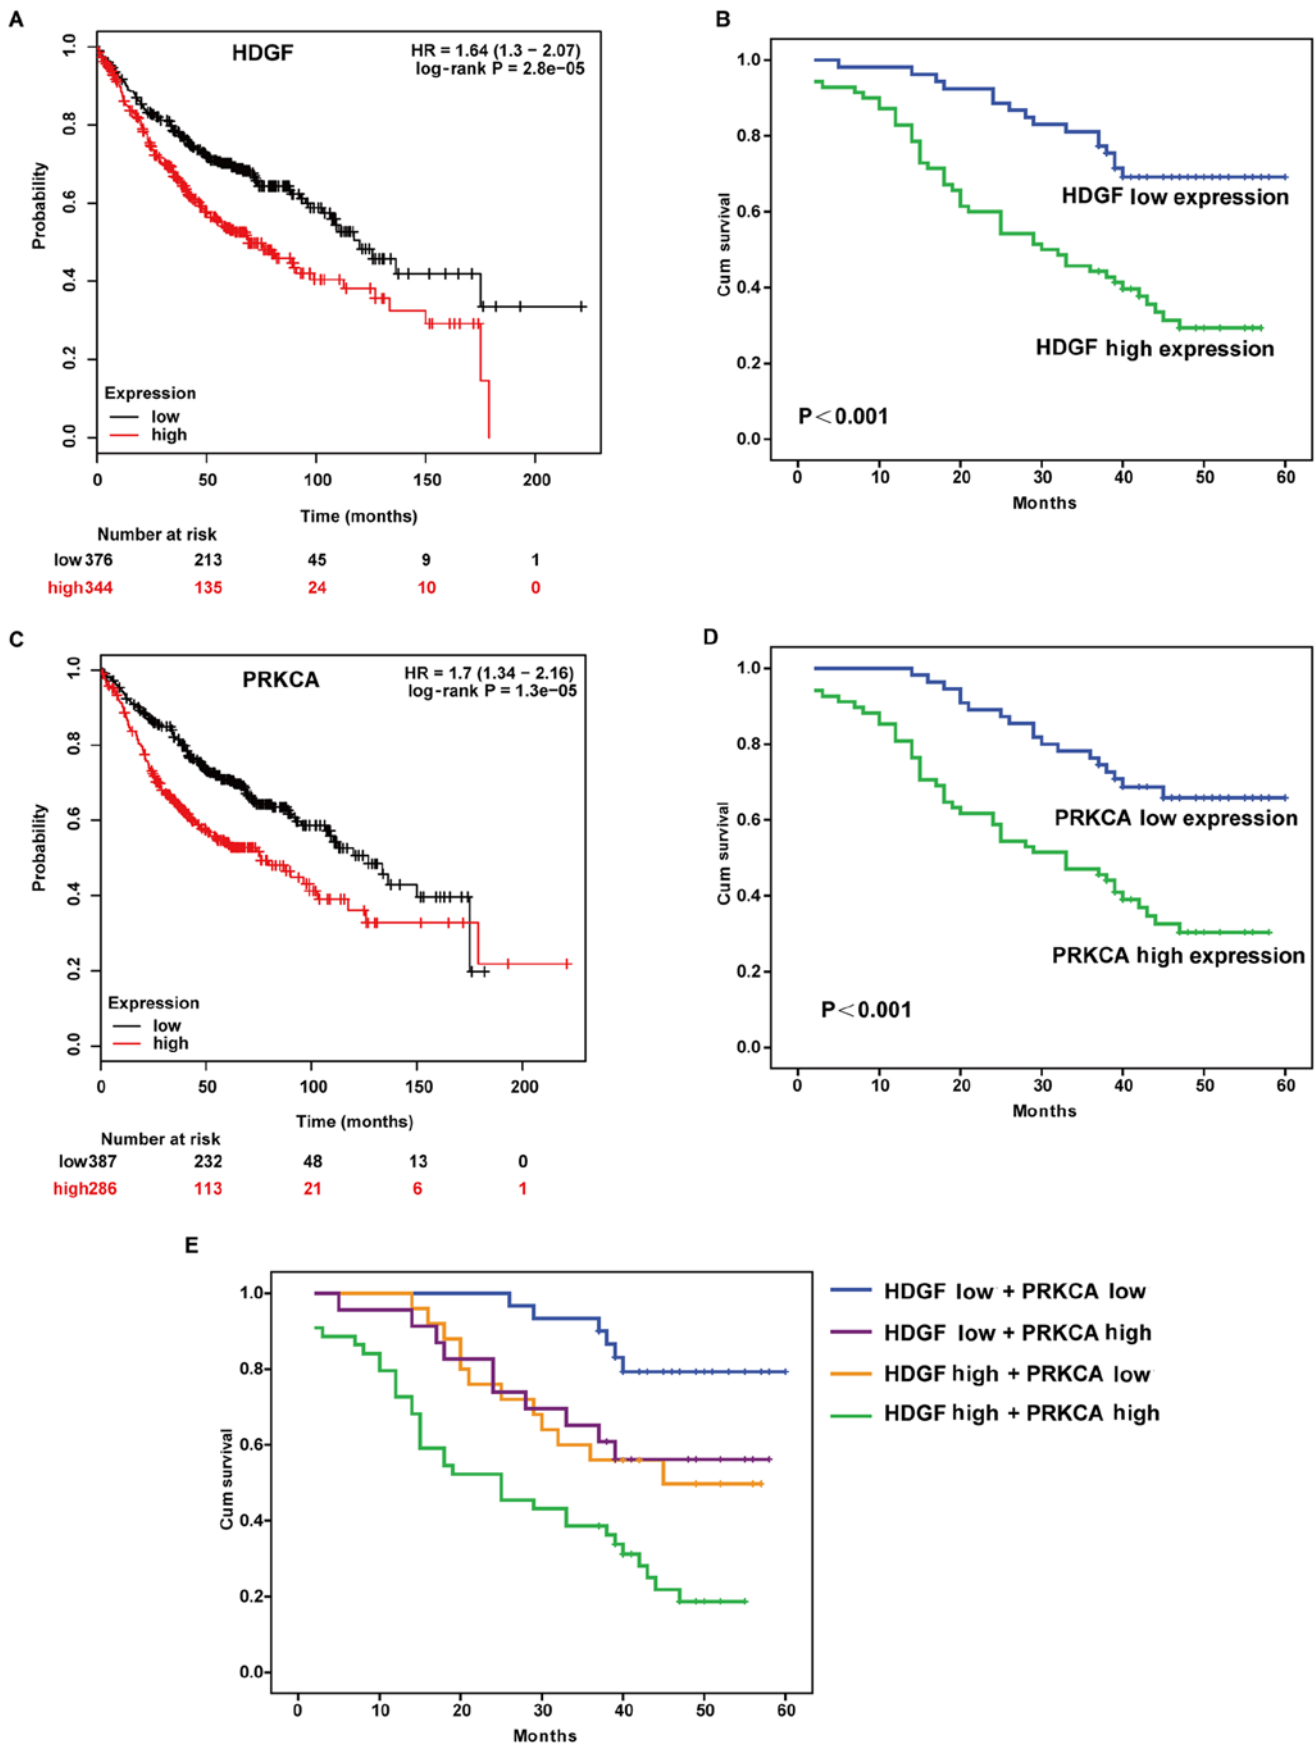 A
HDGF
HR = 1.64 (1.3 − 2.07)
log-rank P = 2.8e−05
Probability
1.0
0.8
0.6
0.4
0.2
0.0
Expression
low
high
0 50 100 150 200
Time (months)
Number at risk
low 376 213 45 9 1
high 344 135 24 10 0
B
Cum survival
1.0
0.8
0.6
0.4
0.2
0.0
HDGF low expression
HDGF high expression
P<0.001
0 10 20 30 40 50 60
Months
C
PRKCA
HR = 1.7 (1.34 − 2.16)
log-rank P = 1.3e−05
Probability
1.0
0.8
0.6
0.4
0.2
0.0
Expression
low
high
0 50 100 150 200
Time (months)
Number at risk
low387 232 48 13 0
high286 113 21 6 1
D
Cum survival
1.0
0.8
0.6
0.4
0.2
0.0
PRKCA low expression
PRKCA high expression
P<0.001
0 10 20 30 40 50 60
Months
E
Cum survival
1.0
0.8
0.6
0.4
0.2
0.0
0 10 20 30 40 50 60
Months
HDGF low + PRKCA low
HDGF low + PRKCA high
HDGF high + PRKCA low
HDGF high + PRKCA high